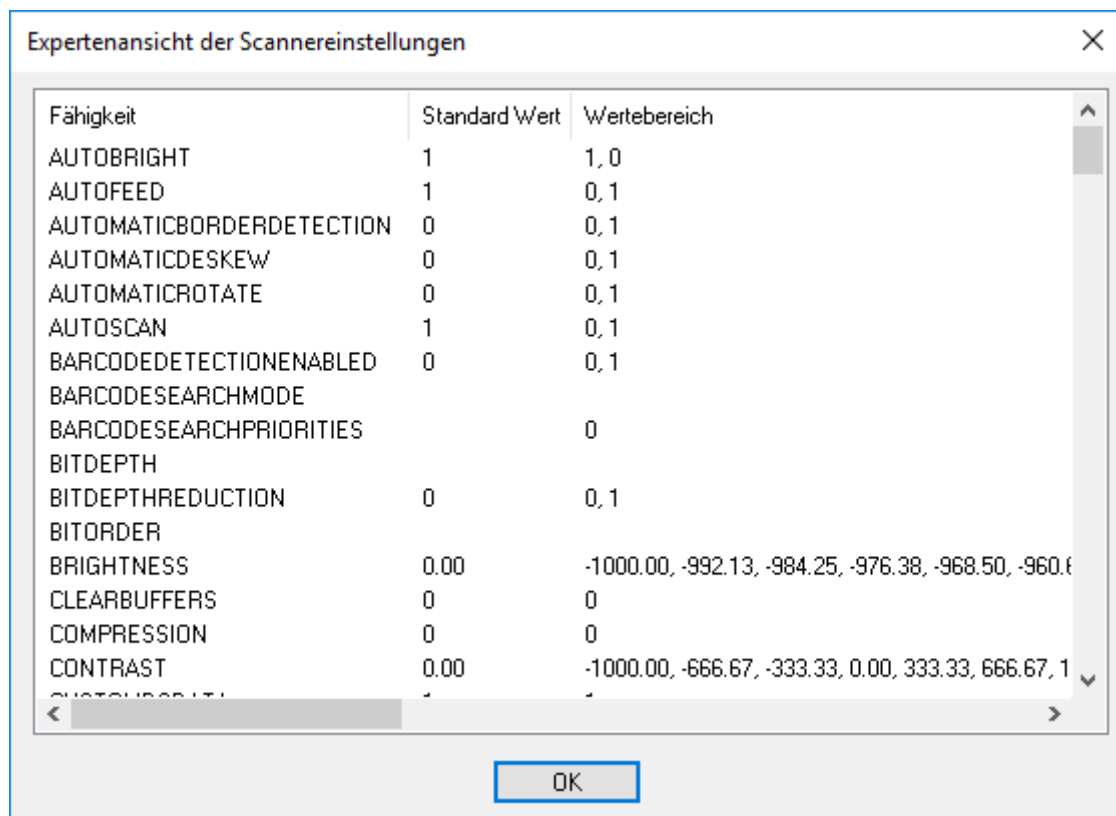 Expertenansicht der Scannereinstellungen
Fähigkeit Standard Wert Wertebereich
AUTOBRIGHT 1 1, 0
AUTOFEED 1 0, 1
AUTOMATICBORDERDETECTION 0 0, 1
AUTOMATICDESKEW 0 0, 1
AUTOMATICROTATE 0 0, 1
AUTOSCAN 1 0, 1
BARCODEDETECTIONENABLED 0 0, 1
BARCODESEARCHMODE
BARCODESEARCHPRIORITIES 0
BITDEPTH
BITDEPTHREDUCTION 0 0, 1
BITORDER
BRIGHTNESS 0.00 -1000.00, -992.13, -984.25, -976.38, -968.50, -960.6
CLEARBUFFERS 0 0
COMPRESSION 0 0
CONTRAST 0.00 -1000.00, -666.67, -333.33, 0.00, 333.33, 666.67, 1
OK